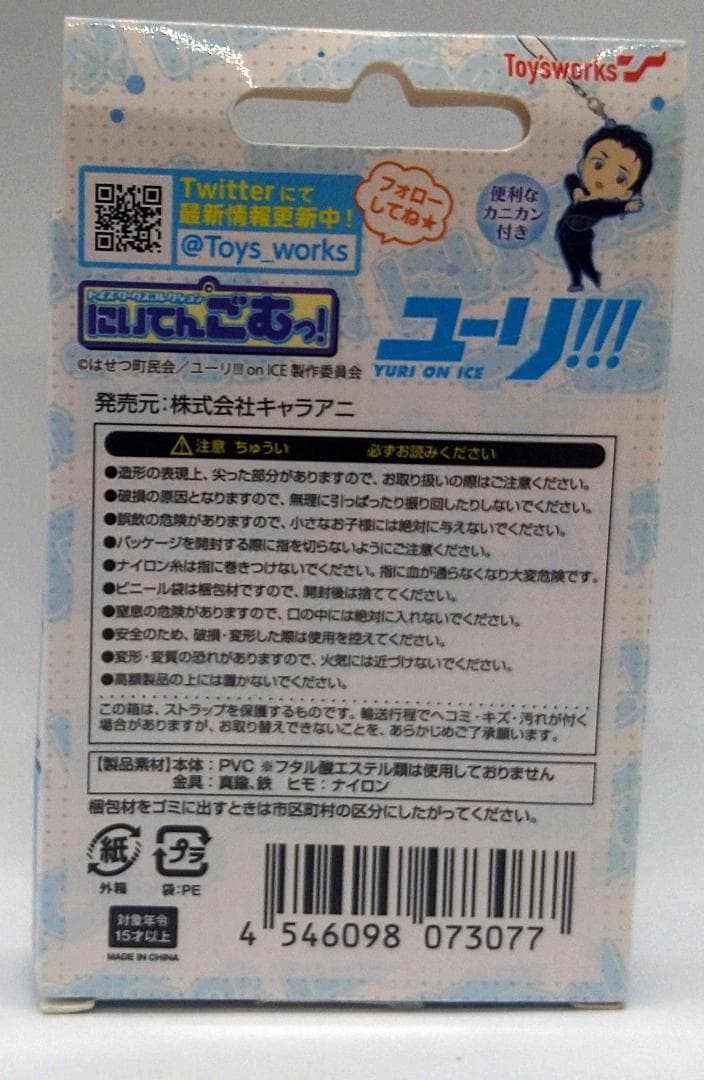 Toy'sworks
Twitterにて
最新情報更新中!
@Toys_works
フォロー
してね★
便利な
カニカン
付き
トイズワークスコレクション
にいてんごむっ!
ユーリ!!!
YURI ON ICE
©はせつ町民会/ユーリ!!! on ICE 製作委員会
発売元:株式会社キャラアニ
注意 ちゅうい 必ずお読みください
●造形の表現上、尖った部分がありますので、お取り扱いの際はご注意ください。
●破損の原因となりますので、無理に引っぱったり振り回したりしないでください。
●誤飲の危険がありますので、小さなお子様には絶対に与えないでください。
●パッケージを開封する際に指を切らないようにご注意ください。
●ナイロン糸は指に巻きつけないでください。指に血が通らなくなり大変危険です。
●ビニール袋は梱包材ですので、開封後は捨ててください。
●窒息の危険がありますので、口の中には絶対に入れないでください。
●安全のため、破損・変形した際は使用を控えてください。
●変形・変質の恐れがありますので、火気には近づけないでください。
●高額製品の上には置かないでください。
この箱は、ストラップを保護するものです。輸送行程でヘコミ・キズ・汚れが付く
場合がありますが、お取り替えできないことを、あらかじめご了承願います。
【製品素材】本体:PVC ※フタル酸エステル類は使用しておりません
金具:真鍮、鉄 ヒモ:ナイロン
梱包材をゴミに出すときは市区町村の区分にしたがってください。
紙
外箱
プラ
袋:PE
対象年令
15才以上
MADE IN CHINA
4 546098 073077